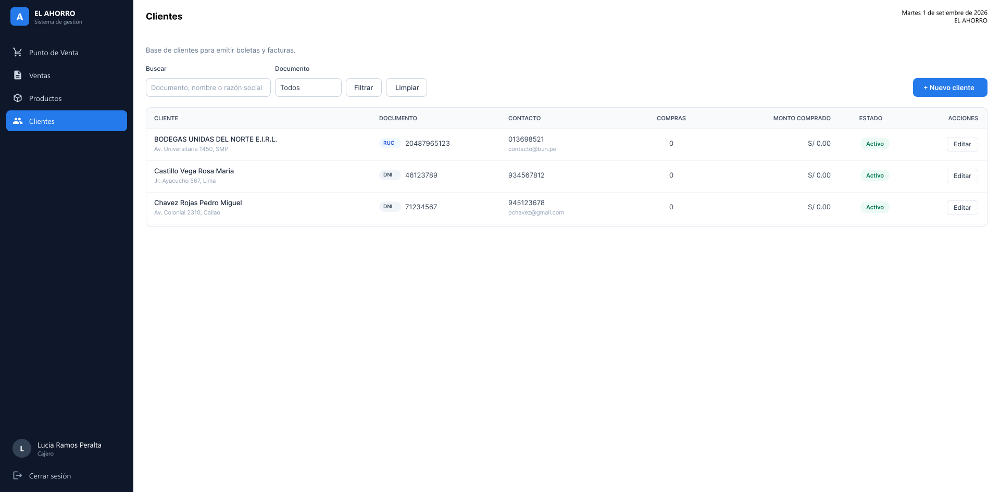 A
EL AHORRO
Sistema de gestión
Punto de Venta
Ventas
Productos
Clientes
L
Lucia Ramos Peralta
Cajero
Cerrar sesión
Clientes
Martes 1 de setiembre de 2026
EL AHORRO
Base de clientes para emitir boletas y facturas.
Buscar Documento
Documento, nombre o razón social Todos Filtrar Limpiar + Nuevo cliente
CLIENTE DOCUMENTO CONTACTO COMPRAS MONTO COMPRADO ESTADO ACCIONES
BODEGAS UNIDAS DEL NORTE E.I.R.L. RUC 20487965123 013698521 0 S/ 0.00 Activo Editar
Av. Universitaria 1450, SMP contacto@bun.pe
Castillo Vega Rosa Maria DNI 46123789 934567812 0 S/ 0.00 Activo Editar
Jr. Ayacucho 567, Lima
Chavez Rojas Pedro Miguel DNI 71234567 945123678 0 S/ 0.00 Activo Editar
Av. Colonial 2310, Callao pchavez@gmail.com